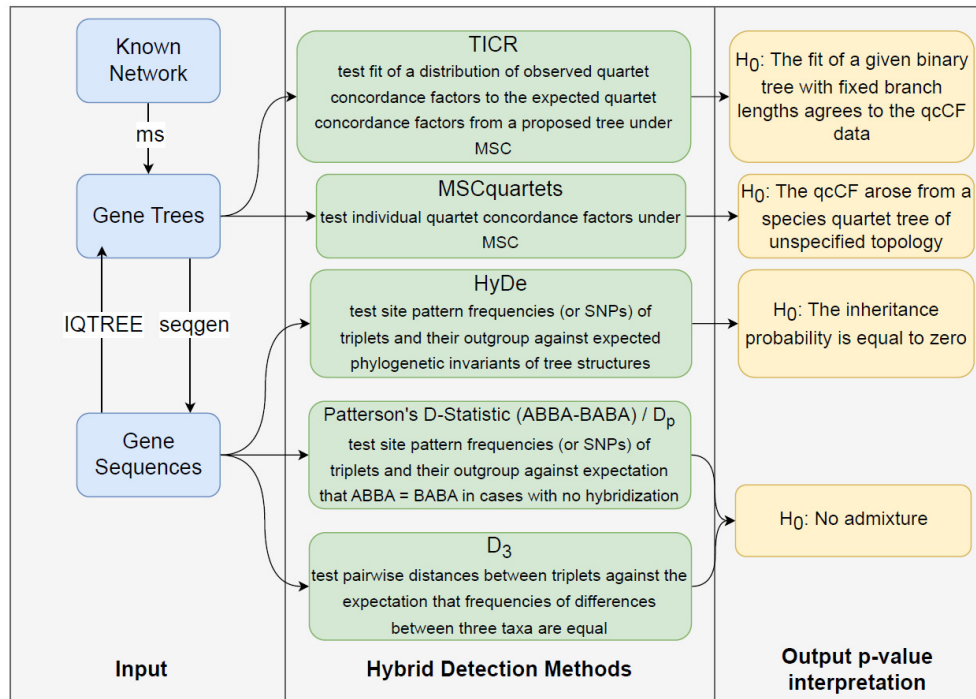 Known
Network
ms
Gene Trees
IQTREE
seqgen
Gene
Sequences
Input
TICR
test fit of a distribution of observed quartet
concordance factors to the expected quartet
concordance factors from a proposed tree under
MSC
MSCquartets
test individual quartet concordance factors under
MSC
HyDe
test site pattern frequencies (or SNPs) of
triplets and their outgroup against expected
phylogenetic invariants of tree structures
Patterson's D-Statistic (ABBA-BABA) / Dp
test site pattern frequencies (or SNPs) of
triplets and their outgroup against expectation
that ABBA = BABA in cases with no hybridization
D3
test pairwise distances between triplets against the
expectation that frequencies of differences
between three taxa are equal
Hybrid Detection Methods
H0: The fit of a given binary
tree with fixed branch
lengths agrees to the qcCF
data
H0: The qcCF arose from a
species quartet tree of
unspecified topology
H0: The inheritance
probability is equal to zero
H0: No admixture
Output p-value
interpretation